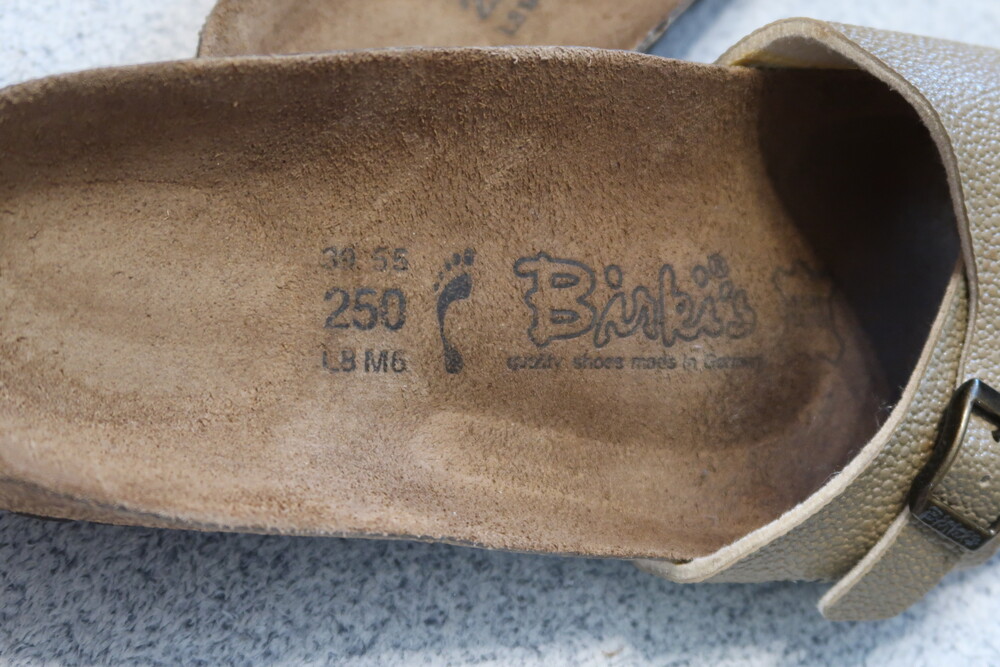 39 55
250
L8 M6
Birki's®
quality shoes made in Germany